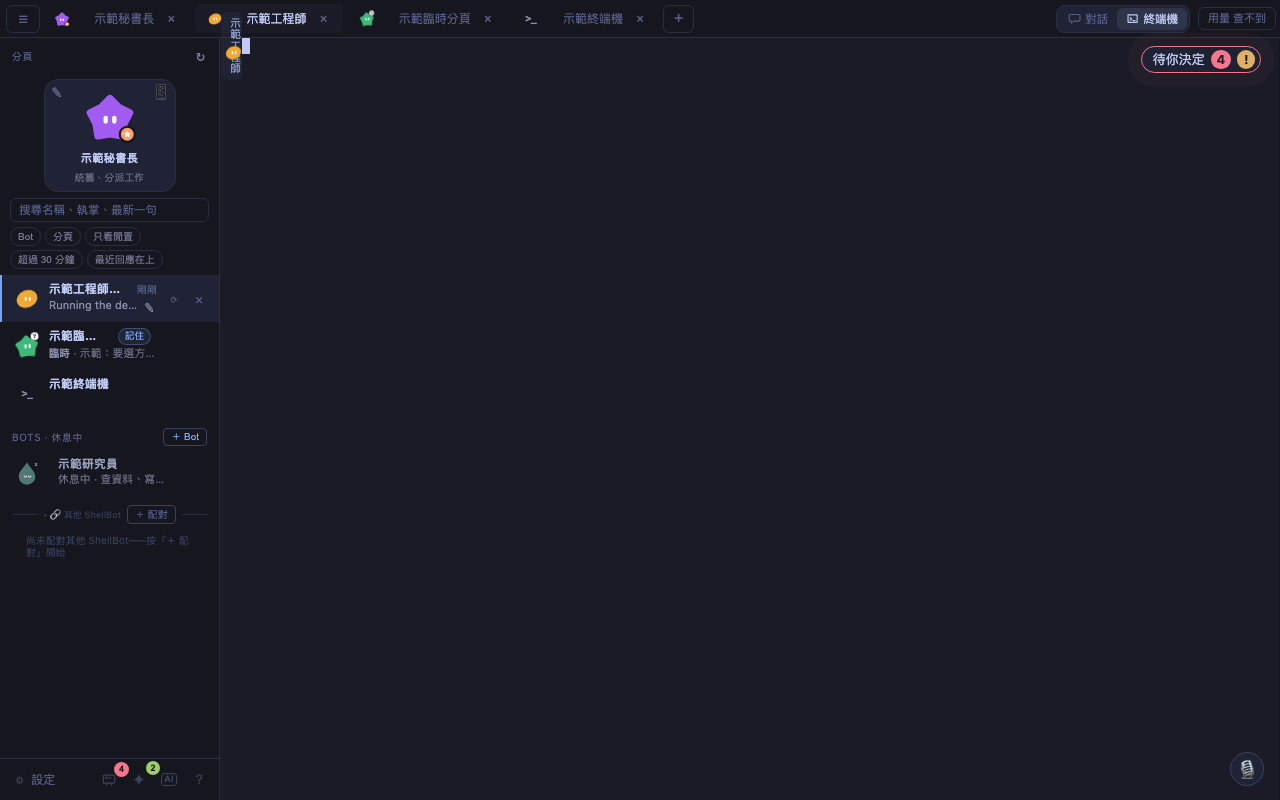 ☰
示範秘書長 ×
示範工程師 ×
示範臨時分頁 ×
>_ 示範終端機 ×
+
對話
終端機
用量 查不到
示範工程師
待你決定 4 !
分頁 ↻
示範秘書長
統籌、分派工作
搜尋名稱、執掌、最新一句
Bot 分頁 只看閒置
超過 30 分鐘 最近回應在上
示範工程師... 剛剛
Running the de... ×
示範臨... 記住
臨時 · 示範：要選方...
>_ 示範終端機
BOTS · 休息中 ＋ Bot
示範研究員
休息中 · 查資料、寫...
其他 ShellBot ＋ 配對
尚未配對其他 ShellBot——按「＋ 配
對」開始
設定 4 2 AI ?